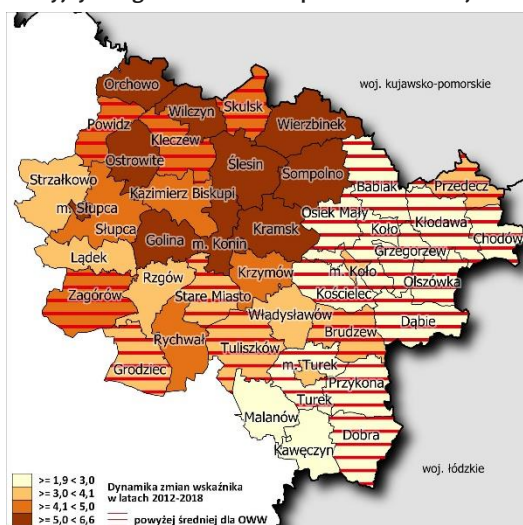 Orchowo
woj. kujawsko-pomorskie
Wilczyn
Skulsk
Powidz
Kleczew
Wierzbinek
Ostrowite
Ślesin
Sompolno
Strzałkowo
Kazimierz Biskupi
Babiak
Przedecz
m. Słupca
Osiek Mały
Kłodawa
Słupca
Golina
m. Konin
Kramsk
Koło
Chodów
Grzegorzew
Lądek
Rzgów
Krzymów
m. Koło
Olszówka
Zagórów
Stare Miasto
Kościelec
Władysławów
Dąbie
Rychwał
Brudzew
Tuliszków
Grodziec
m. Turek
Przykona
Turek
Malanów
Dobra
Kawęczyn
woj. łódzkie
>= 1,9 < 3,0
>= 3,0 < 4,1
>= 4,1 < 5,0
>= 5,0 < 6,6
Dynamika zmian wskaźnika
w latach 2012-2018
powyżej średniej dla OWW